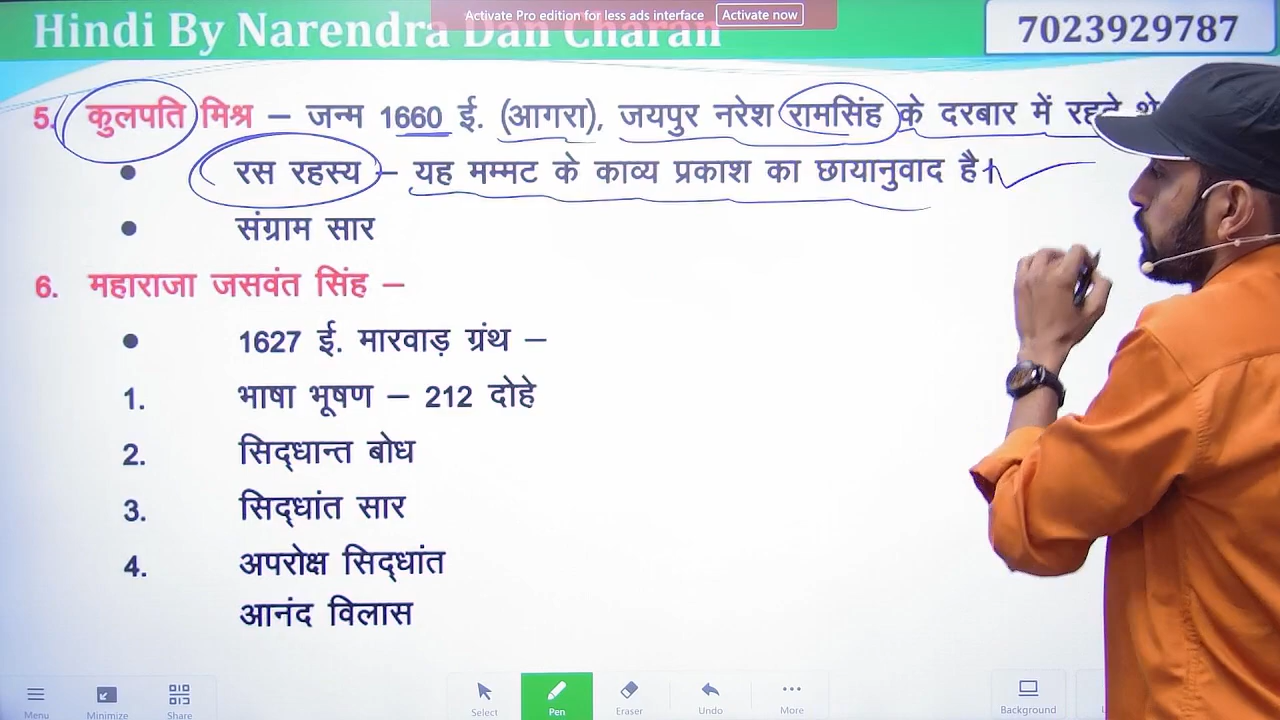 Hindi By Narendra Dan Charan
Activate Pro edition for less ads interface Activate now
7023929787
5. कुलपति मिश्र – जन्म 1660 ई. (आगरा), जयपुर नरेश रामसिंह के दरबार में रहते थे
• रस रहस्य – यह मम्मट के काव्य प्रकाश का छायानुवाद है।
• संग्राम सार
6. महाराजा जसवंत सिंह –
• 1627 ई. मारवाड़ ग्रंथ –
1. भाषा भूषण – 212 दोहे
2. सिद्धान्त बोध
3. सिद्धांत सार
4. अपरोक्ष सिद्धांत
आनंद विलास
Menu Minimize Share Select Pen Eraser Undo More Background